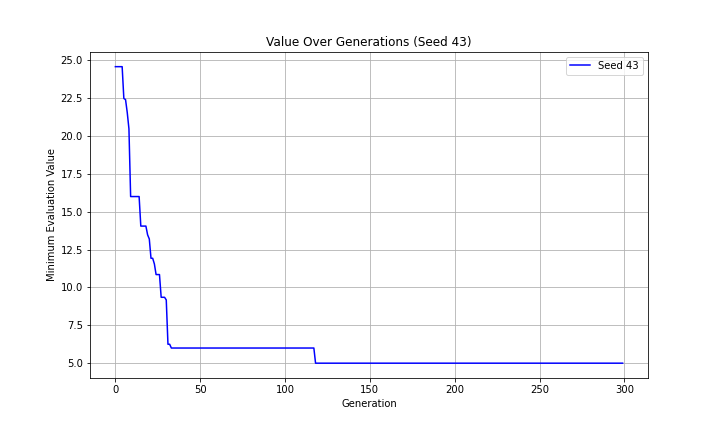 Value Over Generations (Seed 43)
Seed 43
Minimum Evaluation Value
25.0
22.5
20.0
17.5
15.0
12.5
10.0
7.5
5.0
0 50 100 150 200 250 300
Generation